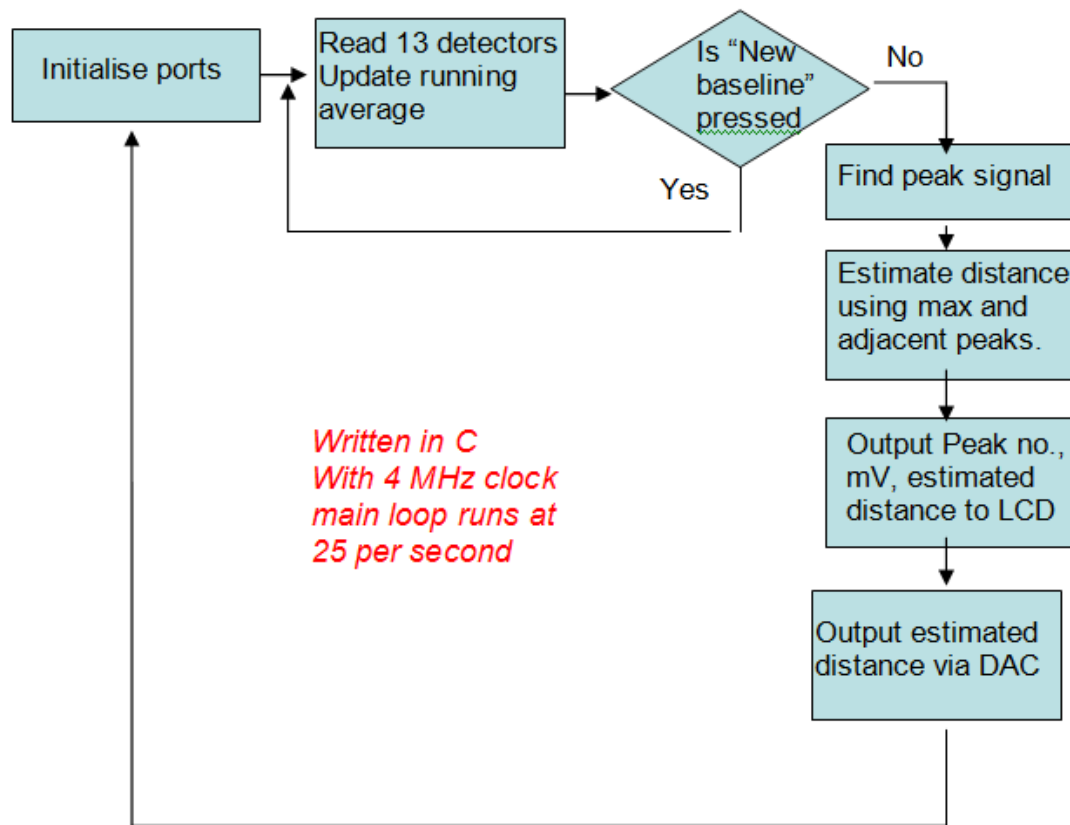 Initialise ports
Read 13 detectors
Update running
average
Is “New
baseline”
pressed
No
Yes
Find peak signal
Estimate distance
using max and
adjacent peaks.
Output Peak no.,
mV, estimated
distance to LCD
Output estimated
distance via DAC
Written in C
With 4 MHz clock
main loop runs at
25 per second